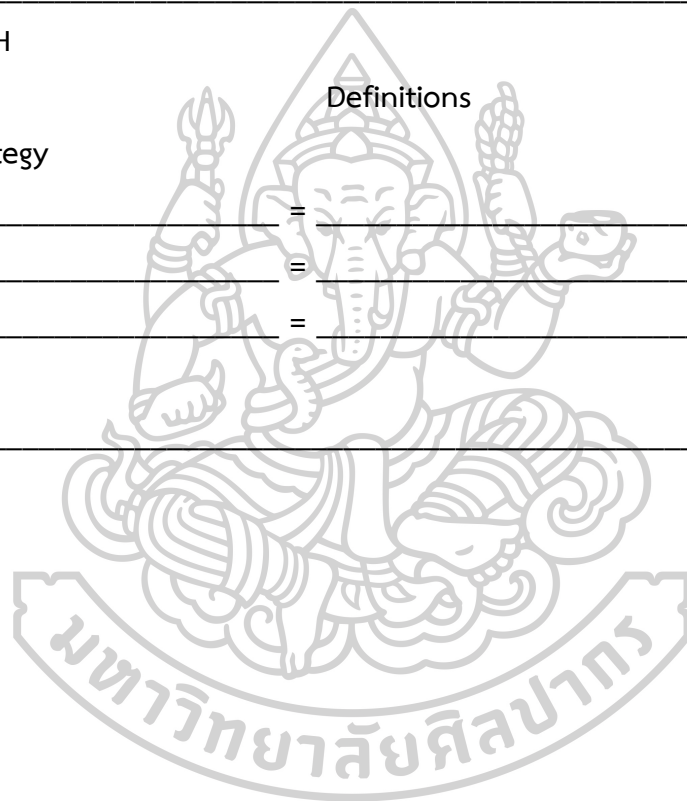 H
Definitions
tegy
=
=
=
มหาวิทยาลัยศิลปากร